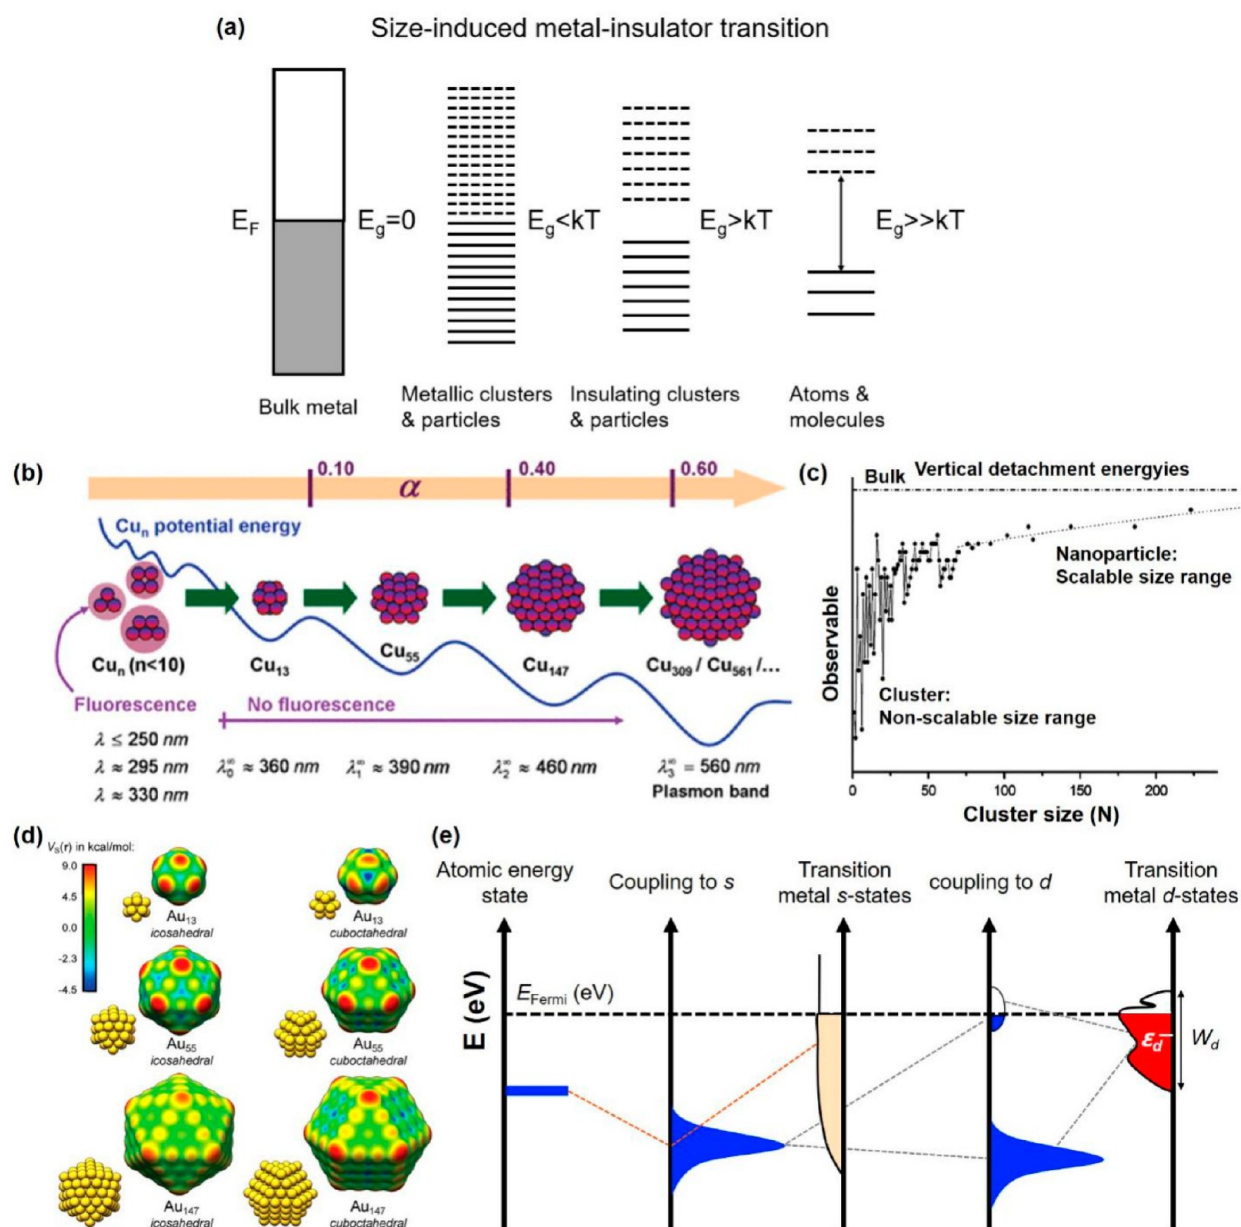 (a) Size-induced metal-insulator transition
E_F
E_g=0
E_g<kT
E_g>kT
E_g>>kT
Bulk metal
Metallic clusters
& particles
Insulating clusters
& particles
Atoms &
molecules
(b)
0.10
0.40
0.60
α
Cu_n potential energy
Cu_n (n<10)
Cu_13
Cu_55
Cu_147
Cu_309 / Cu_561 /...
Fluorescence
No fluorescence
λ ≤ 250 nm
λ ≈ 295 nm
λ ≈ 330 nm
λ_0^∞ ≈ 360 nm
λ_1^∞ ≈ 390 nm
λ_2^∞ ≈ 460 nm
λ_3^∞ = 560 nm
Plasmon band
(c)
Vertical detachment energyies
Bulk
Nanoparticle:
Scalable size range
Cluster:
Non-scalable size range
Observable
0 50 100 150 200
Cluster size (N)
(d)
V_S(r) in kcal/mol:
9.0
4.5
0.0
-2.3
-4.5
Au_13
icosahedral
Au_13
cuboctahedral
Au_55
icosahedral
Au_55
cuboctahedral
Au_147
icosahedral
Au_147
cuboctahedral
(e)
Atomic energy
state
Coupling to s
Transition
metal s-states
coupling to d
Transition
metal d-states
E (eV)
E_Fermi (eV)
ε_d
W_d